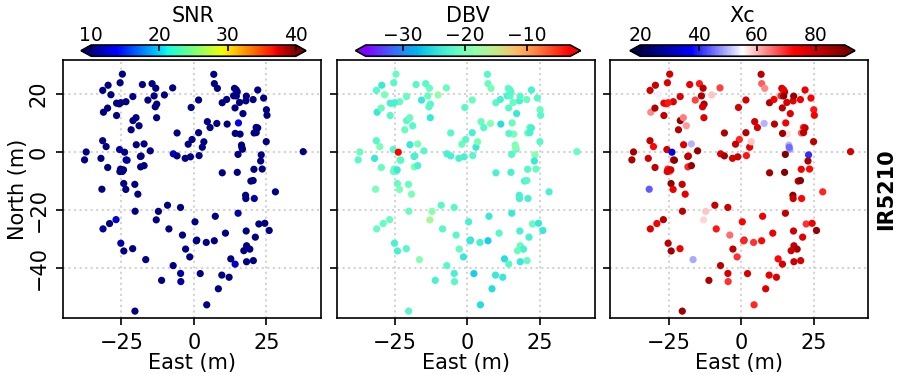 SNR DBV Xc
10 20 30 40 −30 −20 −10 20 40 60 80
20
0
−20
−40
North (m)
−25 0 25 −25 0 25 −25 0 25
East (m) East (m) East (m)
IR5210